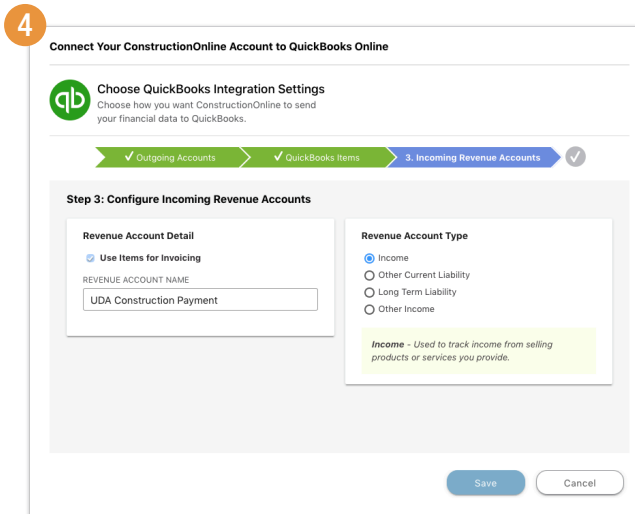 4
Connect Your ConstructionOnline Account to QuickBooks Online
qb
Choose QuickBooks Integration Settings
Choose how you want ConstructionOnline to send
your financial data to QuickBooks.
Outgoing Accounts
QuickBooks Items
3. Incoming Revenue Accounts
Step 3: Configure Incoming Revenue Accounts
Revenue Account Detail
Use Items for Invoicing
REVENUE ACCOUNT NAME
UDA Construction Payment
Revenue Account Type
Income
Other Current Liability
Long Term Liability
Other Income
Income - Used to track income from selling
products or services you provide.
Save
Cancel